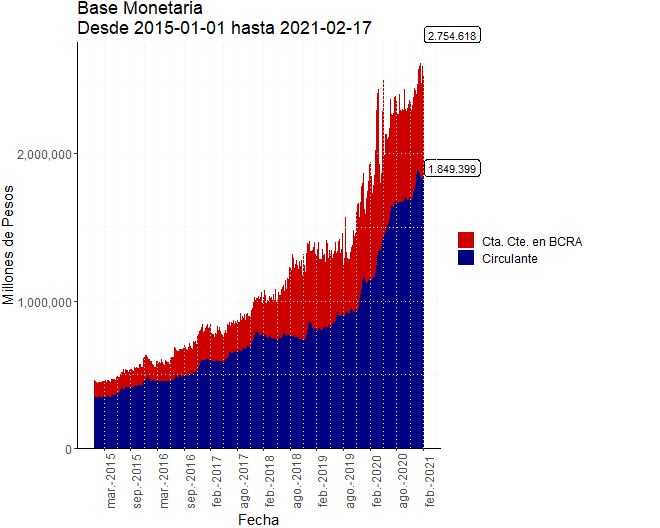 Base Monetaria
Desde 2015-01-01 hasta 2021-02-17
2.754.618
2,000,000
1.849.399
Millones de Pesos
Cta. Cte. en BCRA
Circulante
1,000,000
0
mar.-2015
sep.-2015
mar.-2016
sep.-2016
feb.-2017
ago.-2017
feb.-2018
ago.-2018
feb.-2019
ago.-2019
feb.-2020
ago.-2020
feb.-2021
Fecha